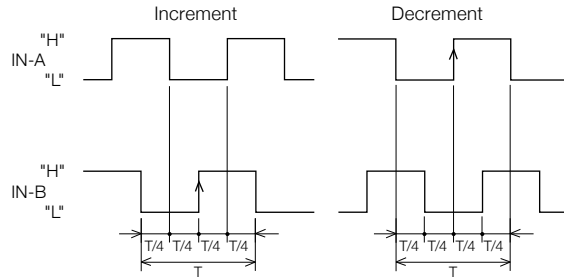 Increment Decrement
"H"
IN-A
"L"
"H"
IN-B
"L"
T/4 T/4 T/4 T/4 T/4 T/4 T/4 T/4
T T